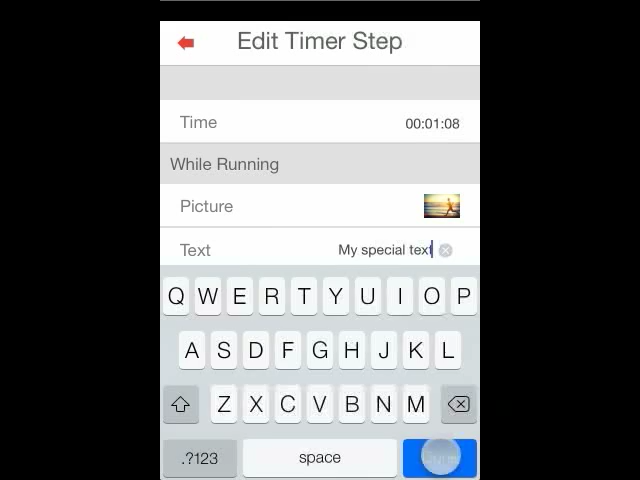 Edit Timer Step
Time 00:01:08
While Running
Picture
Text My special text
Q W E R T Y U I O P
A S D F G H J K L
Z X C V B N M
.?123 space